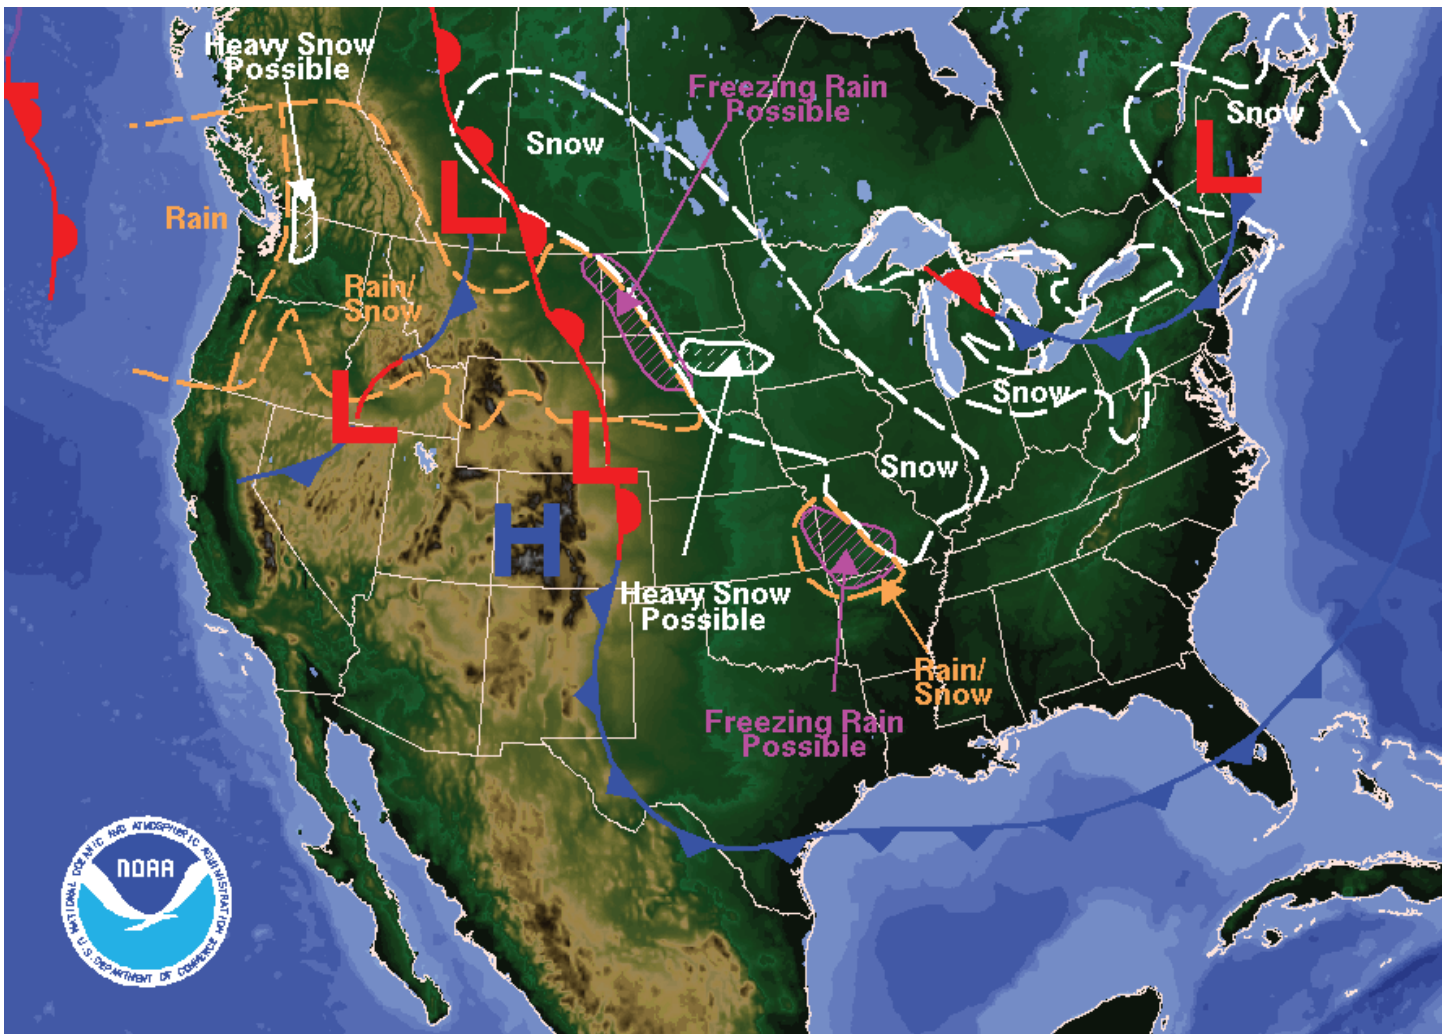 Heavy Snow
Possible
Freezing Rain
Possible
Snow
Snow
L
L
Rain
Rain/
Snow
Snow
L
L
Snow
H
Heavy Snow
Possible
Rain/
Snow
Freezing Rain
Possible
NATIONAL OCEANIC AND ATMOSPHERIC ADMINISTRATION
NOAA
U.S. DEPARTMENT OF COMMERCE